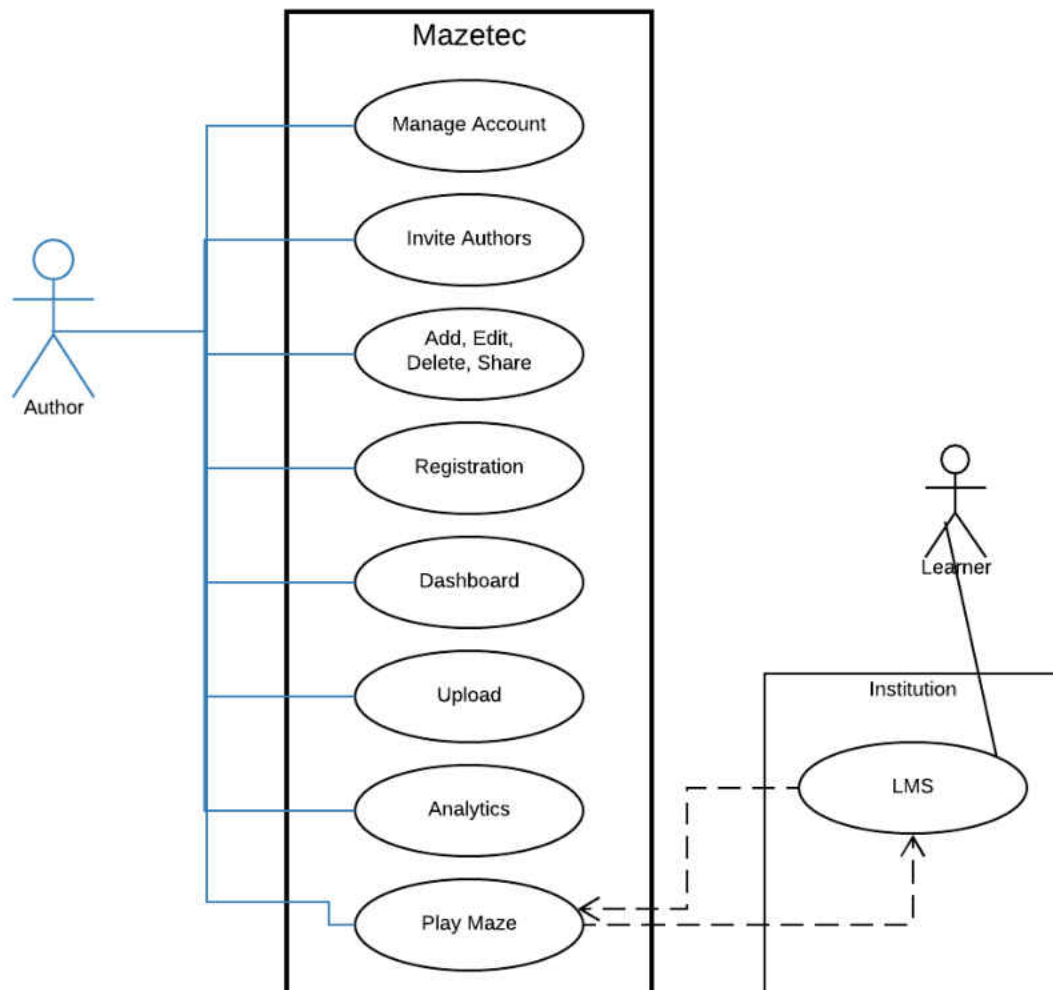 Mazetec
Manage Account
Invite Authors
Add, Edit,
Delete, Share
Author
Registration
Dashboard
Learner
Upload
Institution
LMS
Analytics
Play Maze